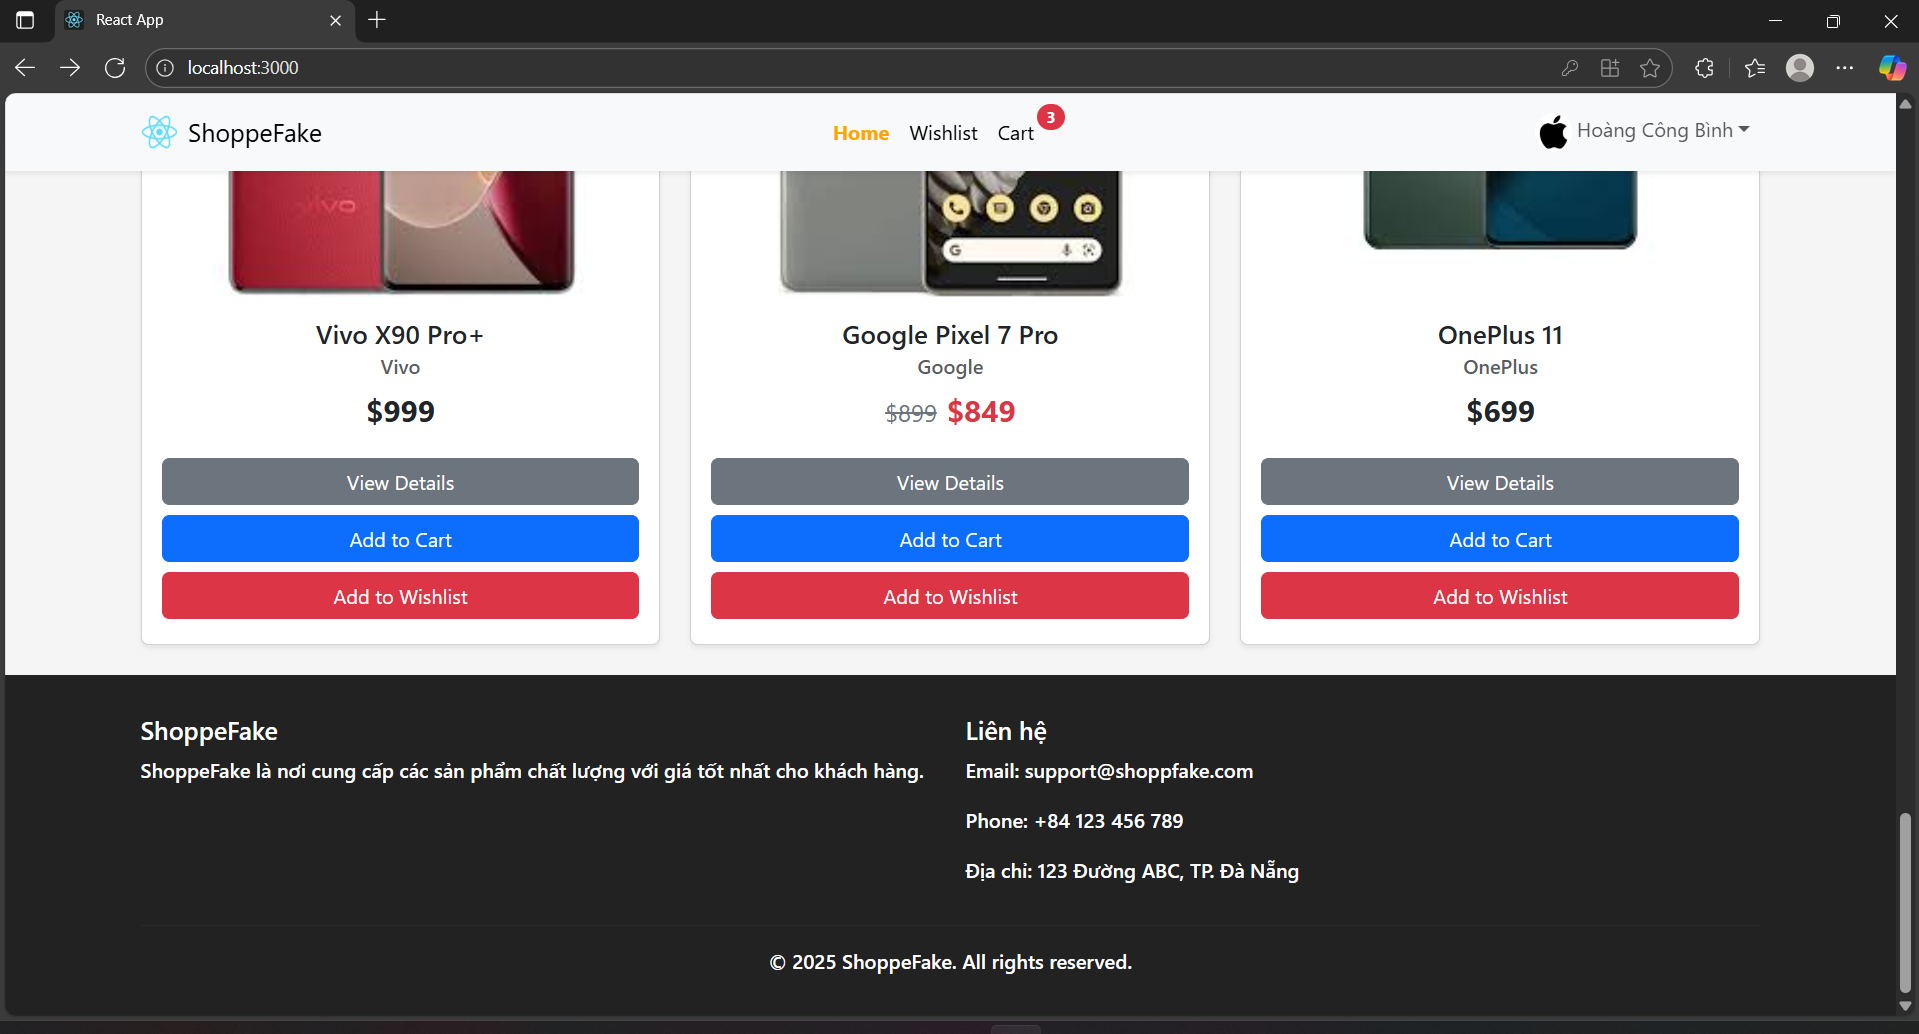 React App
localhost:3000
ShoppeFake
Home Wishlist Cart 3
Hoàng Công Bình
vivo
G
Vivo X90 Pro+
Vivo
$999
View Details
Add to Cart
Add to Wishlist
Google Pixel 7 Pro
Google
$899 $849
View Details
Add to Cart
Add to Wishlist
OnePlus 11
OnePlus
$699
View Details
Add to Cart
Add to Wishlist
ShoppeFake
ShoppeFake là nơi cung cấp các sản phẩm chất lượng với giá tốt nhất cho khách hàng.
Liên hệ
Email: support@shoppfake.com
Phone: +84 123 456 789
Địa chỉ: 123 Đường ABC, TP. Đà Nẵng
© 2025 ShoppeFake. All rights reserved.